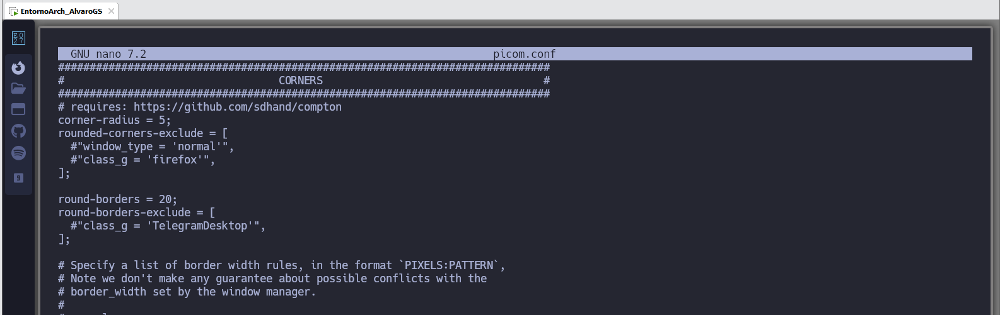 EntornoArch_AlvaroGS
E0
27
9
GNU nano 7.2 picom.conf
##############################################################################
# CORNERS #
##############################################################################
# requires: https://github.com/sdhand/compton
corner-radius = 5;
rounded-corners-exclude = [
  #"window_type = 'normal'",
  #"class_g = 'firefox'",
];
round-borders = 20;
round-borders-exclude = [
  #"class_g = 'TelegramDesktop'",
];
# Specify a list of border width rules, in the format `PIXELS:PATTERN`,
# Note we don't make any guarantee about possible conflicts with the
# border_width set by the window manager.
#